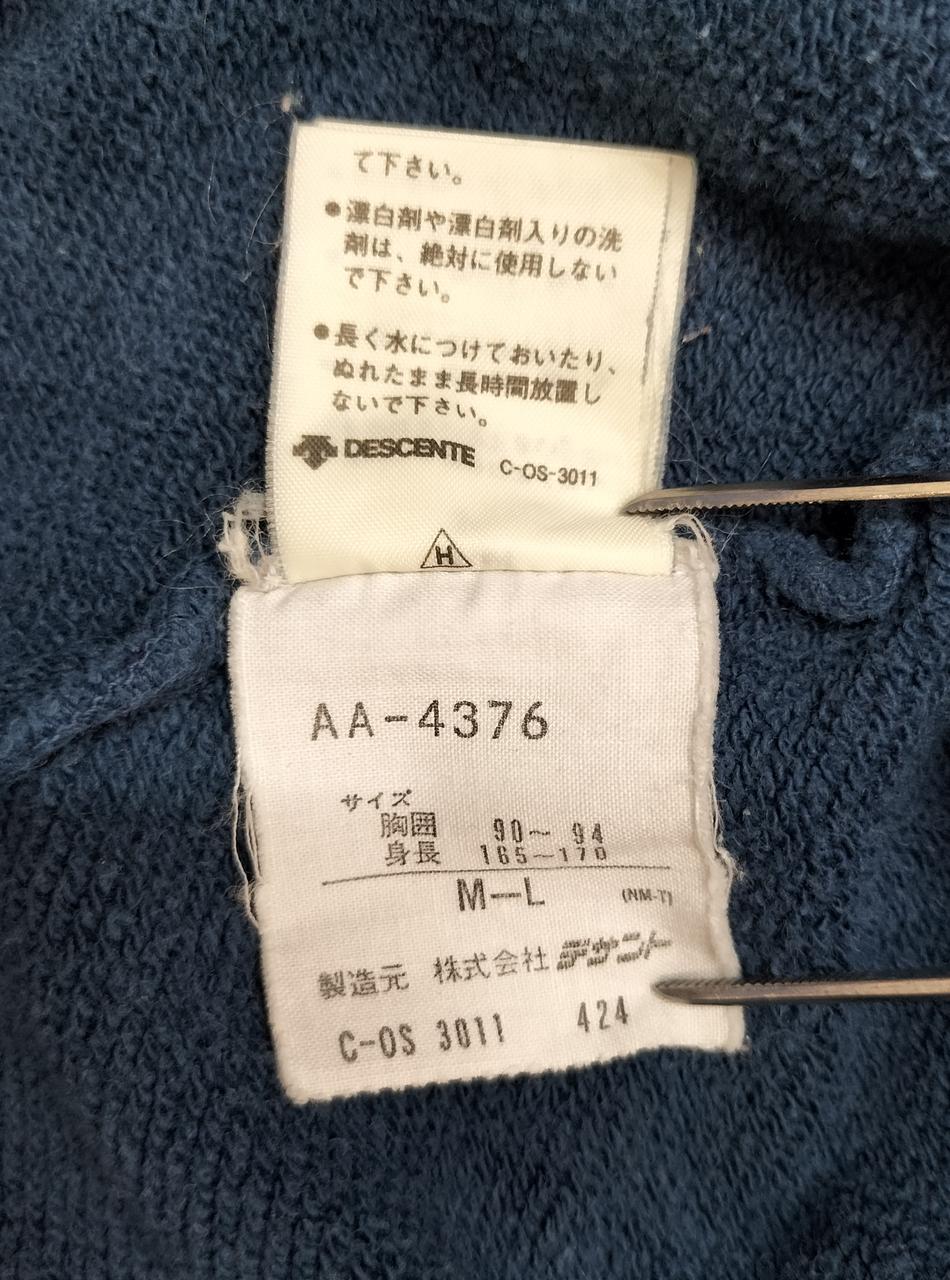 て下さい。
●漂白剤や漂白剤入りの洗
剤は、絶対に使用しない
で下さい。
●長く水につけておいたり、
ぬれたまま長時間放置し
ないで下さい。
DESCENTE C-OS-3011
H
AA-4376
サイズ
胸囲 90～ 94
身長 165～170
M—L (NM-T)
製造元 株式会社 デサント
C-OS 3011 424